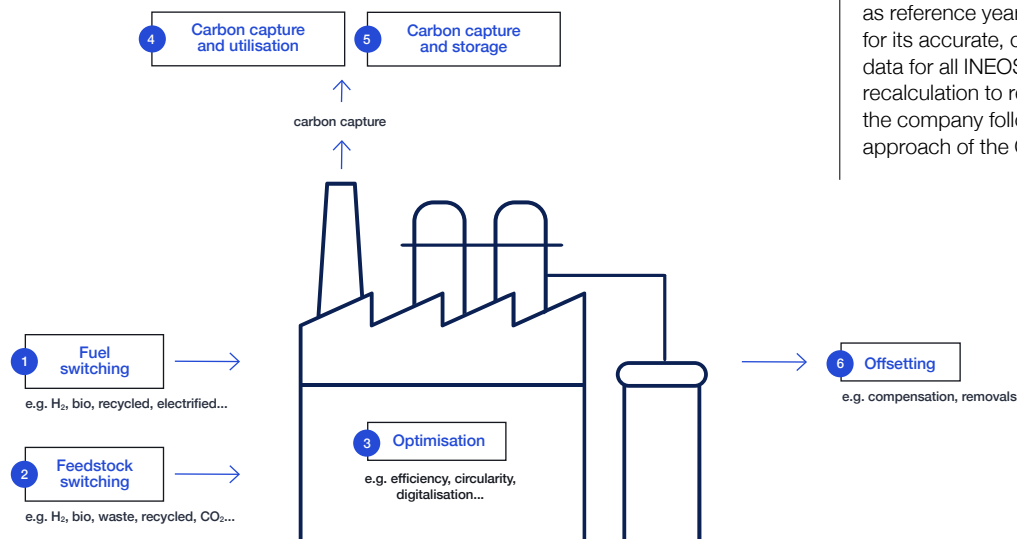 4
Carbon capture
and utilisation
5
Carbon capture
and storage
carbon capture
as reference year
for its accurate,
data for all INEOS
recalculation to
the company
approach of the
1
Fuel
switching
e.g. H₂, bio, recycled, electrified...
2
Feedstock
switching
e.g. H₂, bio, waste, recycled, CO₂...
3
Optimisation
e.g. efficiency, circularity,
digitalisation...
6
Offsetting
e.g. compensation, removals